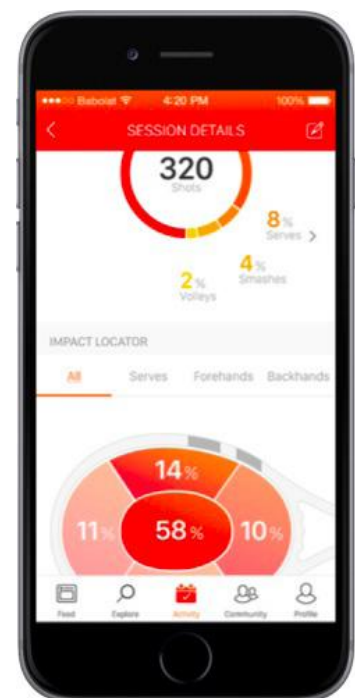 Babolat 4:20 PM 100%
SESSION DETAILS
320
Shots
8%
Serves >
4%
Smashes
2%
Volleys
IMPACT LOCATOR
All Serves Forehands Backhands
14%
11% 58% 10%
Feed Explore Activity Community Profile